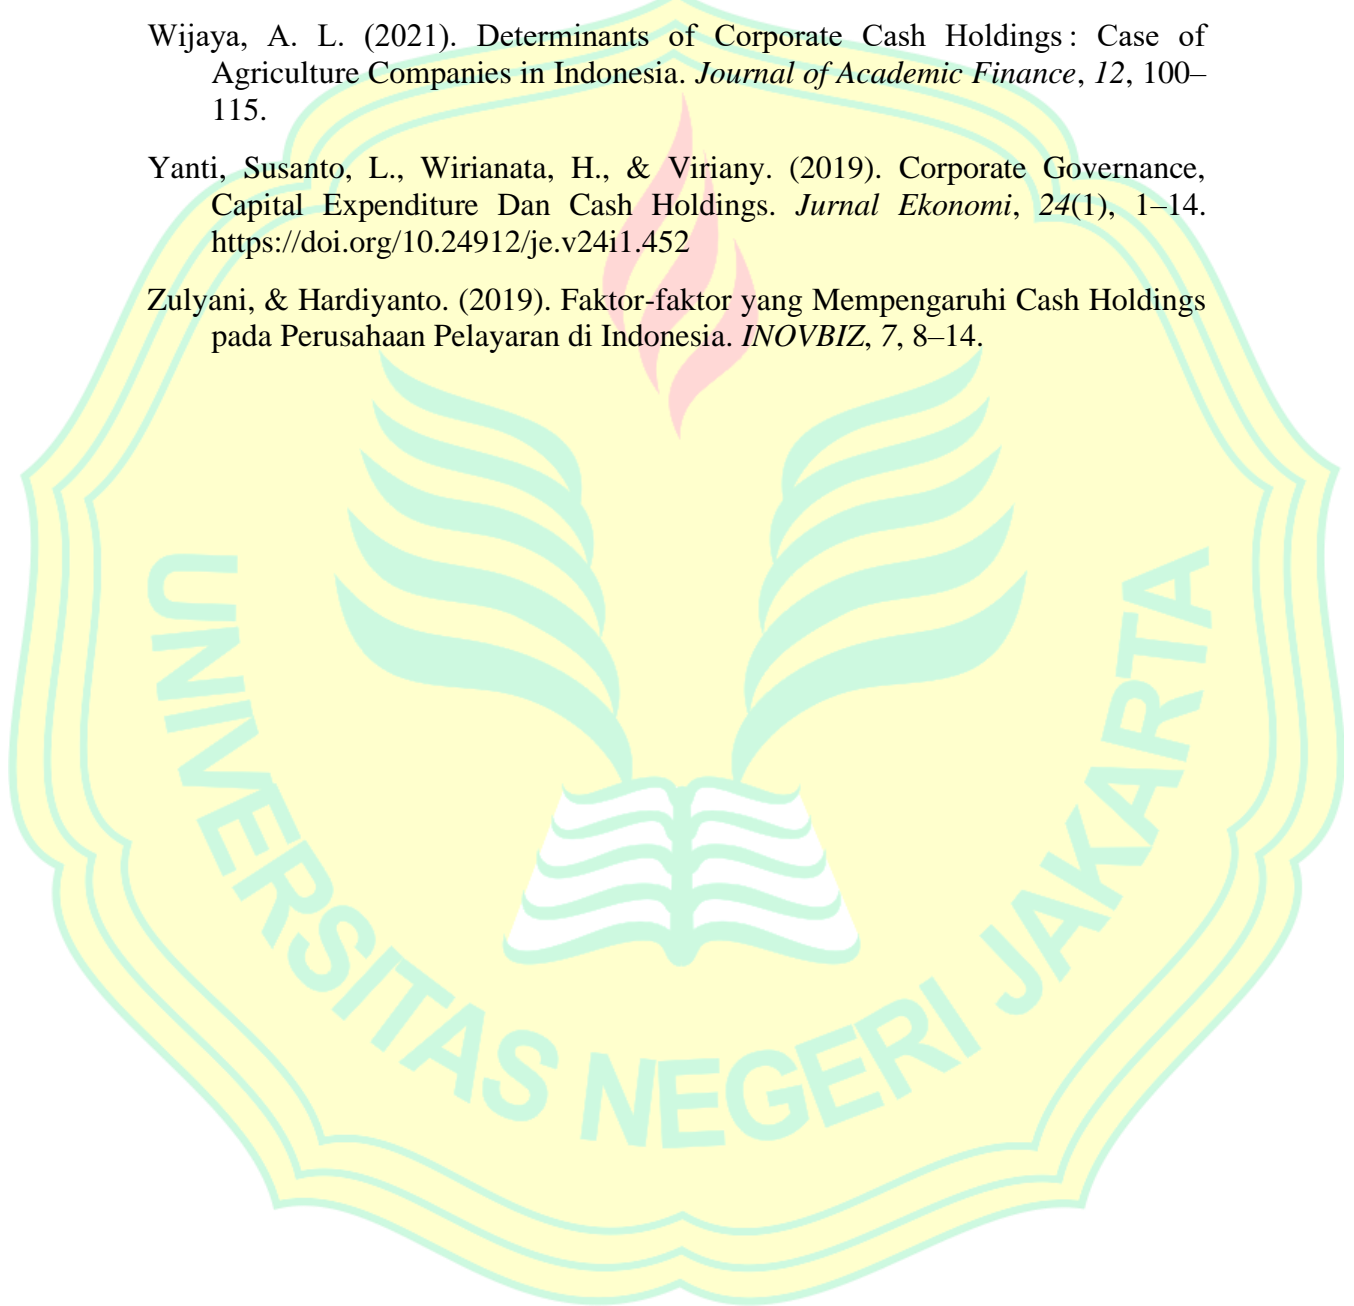 Wijaya, A. L. (2021). Determinants of Corporate Cash Holdings : Case of
Agriculture Companies in Indonesia. Journal of Academic Finance, 12, 100–
115.
Yanti, Susanto, L., Wirianata, H., & Viriany. (2019). Corporate Governance,
Capital Expenditure Dan Cash Holdings. Jurnal Ekonomi, 24(1), 1–14.
https://doi.org/10.24912/je.v24i1.452
Zulyani, & Hardiyanto. (2019). Faktor-faktor yang Mempengaruhi Cash Holdings
pada Perusahaan Pelayaran di Indonesia. INOVBIZ, 7, 8–14.
UNIVERSITAS NEGERI JAKARTA